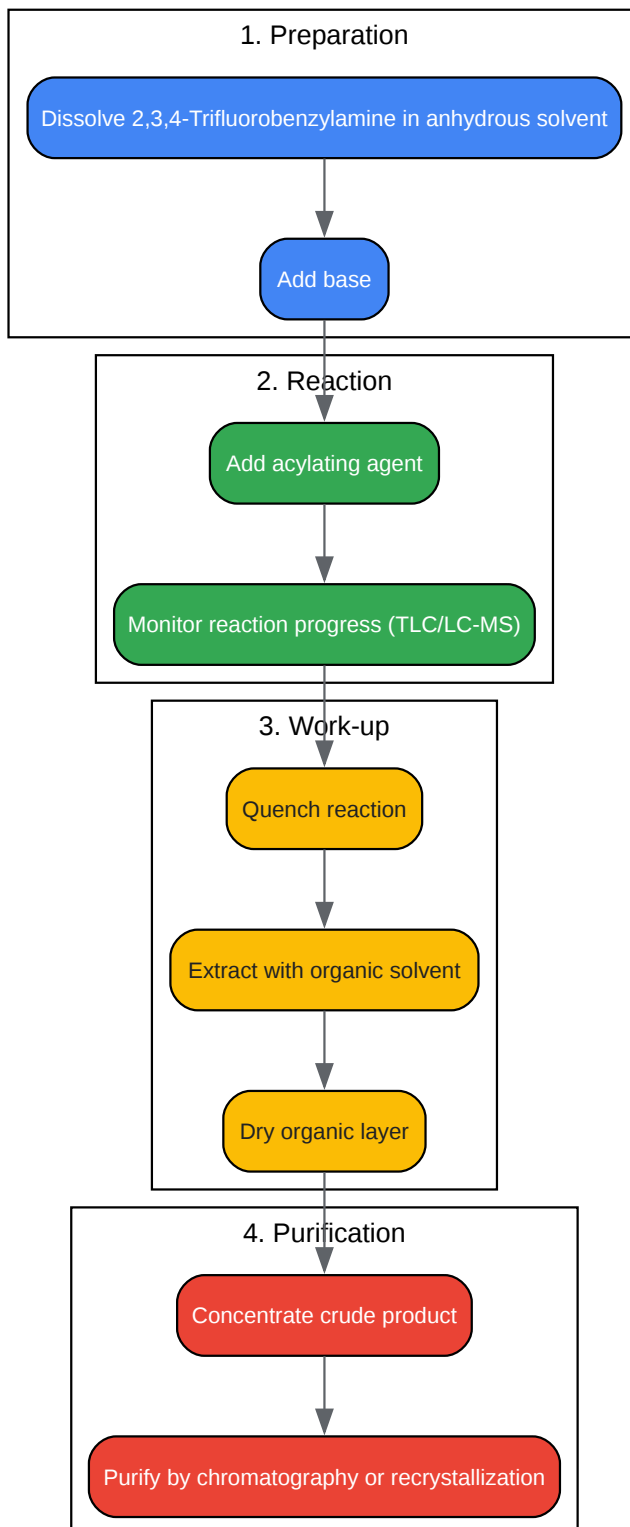 1. Preparation
Dissolve 2,3,4-Trifluorobenzylamine in anhydrous solvent
Add base
2. Reaction
Add acylating agent
Monitor reaction progress (TLC/LC-MS)
3. Work-up
Quench reaction
Extract with organic solvent
Dry organic layer
4. Purification
Concentrate crude product
Purify by chromatography or recrystallization